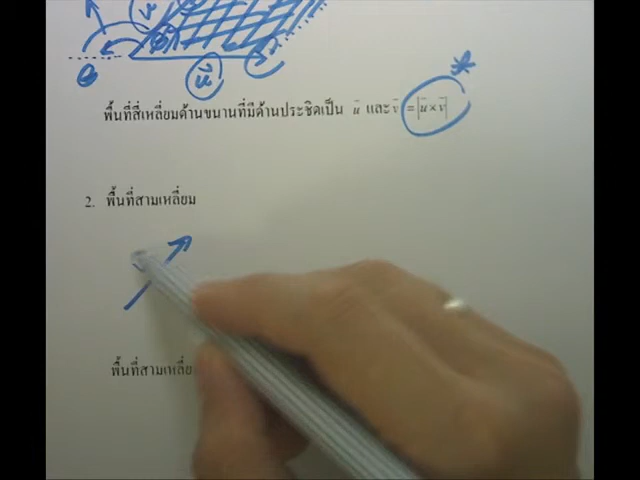 v
θ
u
พื้นที่สี่เหลี่ยมด้านขนานที่มีด้านประชิดเป็น u̅ และ v̅ = |u̅ × v̅|
2. พื้นที่สามเหลี่ยม
พื้นที่สามเหลี่ย